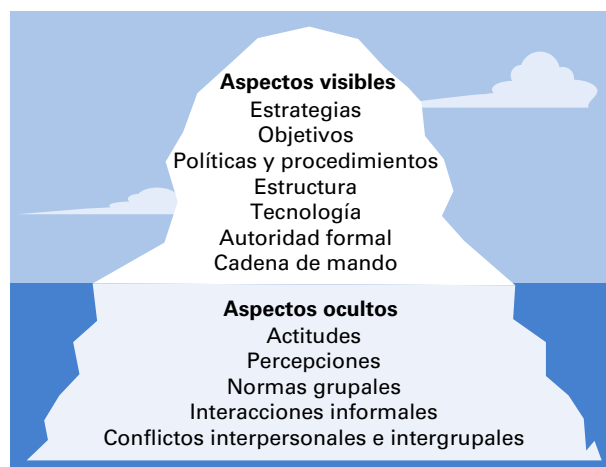 Aspectos visibles
Estrategias
Objetivos
Políticas y procedimientos
Estructura
Tecnología
Autoridad formal
Cadena de mando
Aspectos ocultos
Actitudes
Percepciones
Normas grupales
Interacciones informales
Conflictos interpersonales e intergrupales